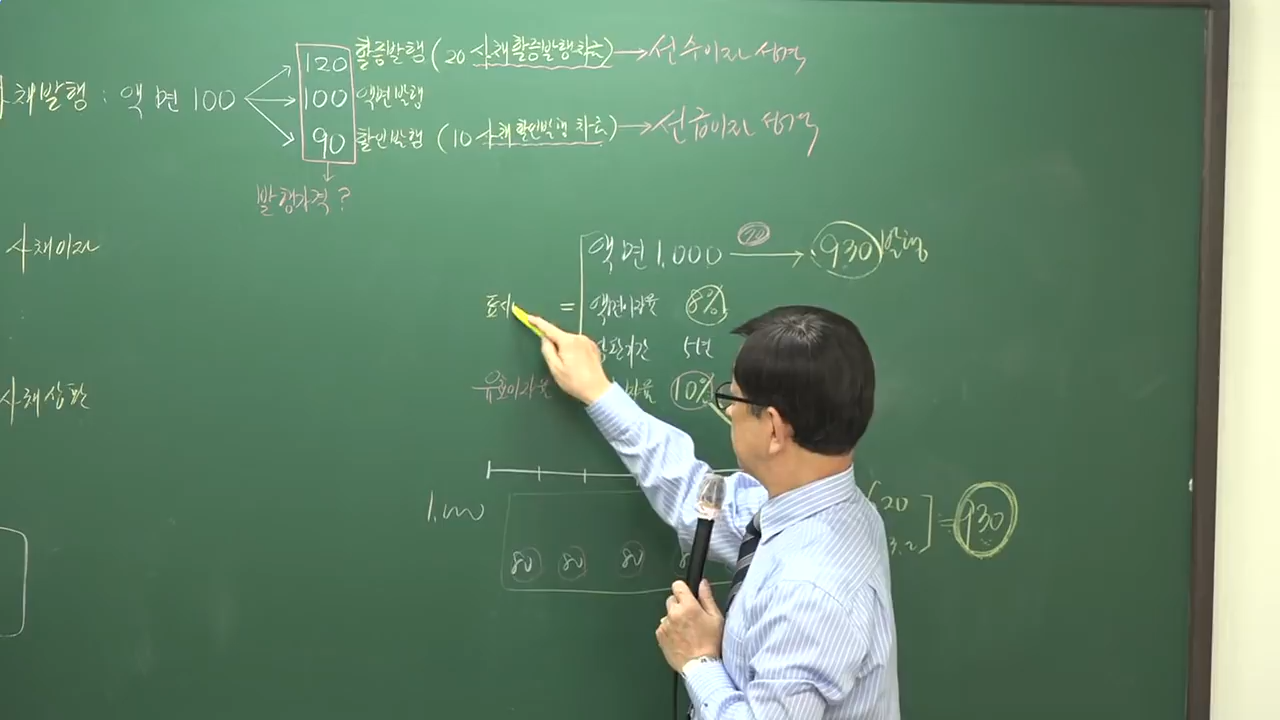 할증발행 (20 사채할증발행차금) → 선수이자 성격
사채발행 : 액면 100
120
100 액면발행
90 할인발행 (10 사채할인발행차금) → 선급이자 성격
발행가격?
사채이자
액면 1,000 → 930 발행
표시 = 액면이자율 8%
기간 5년
유효이자율 10%
사채상환
1,000
80 80 80
20
] = 930